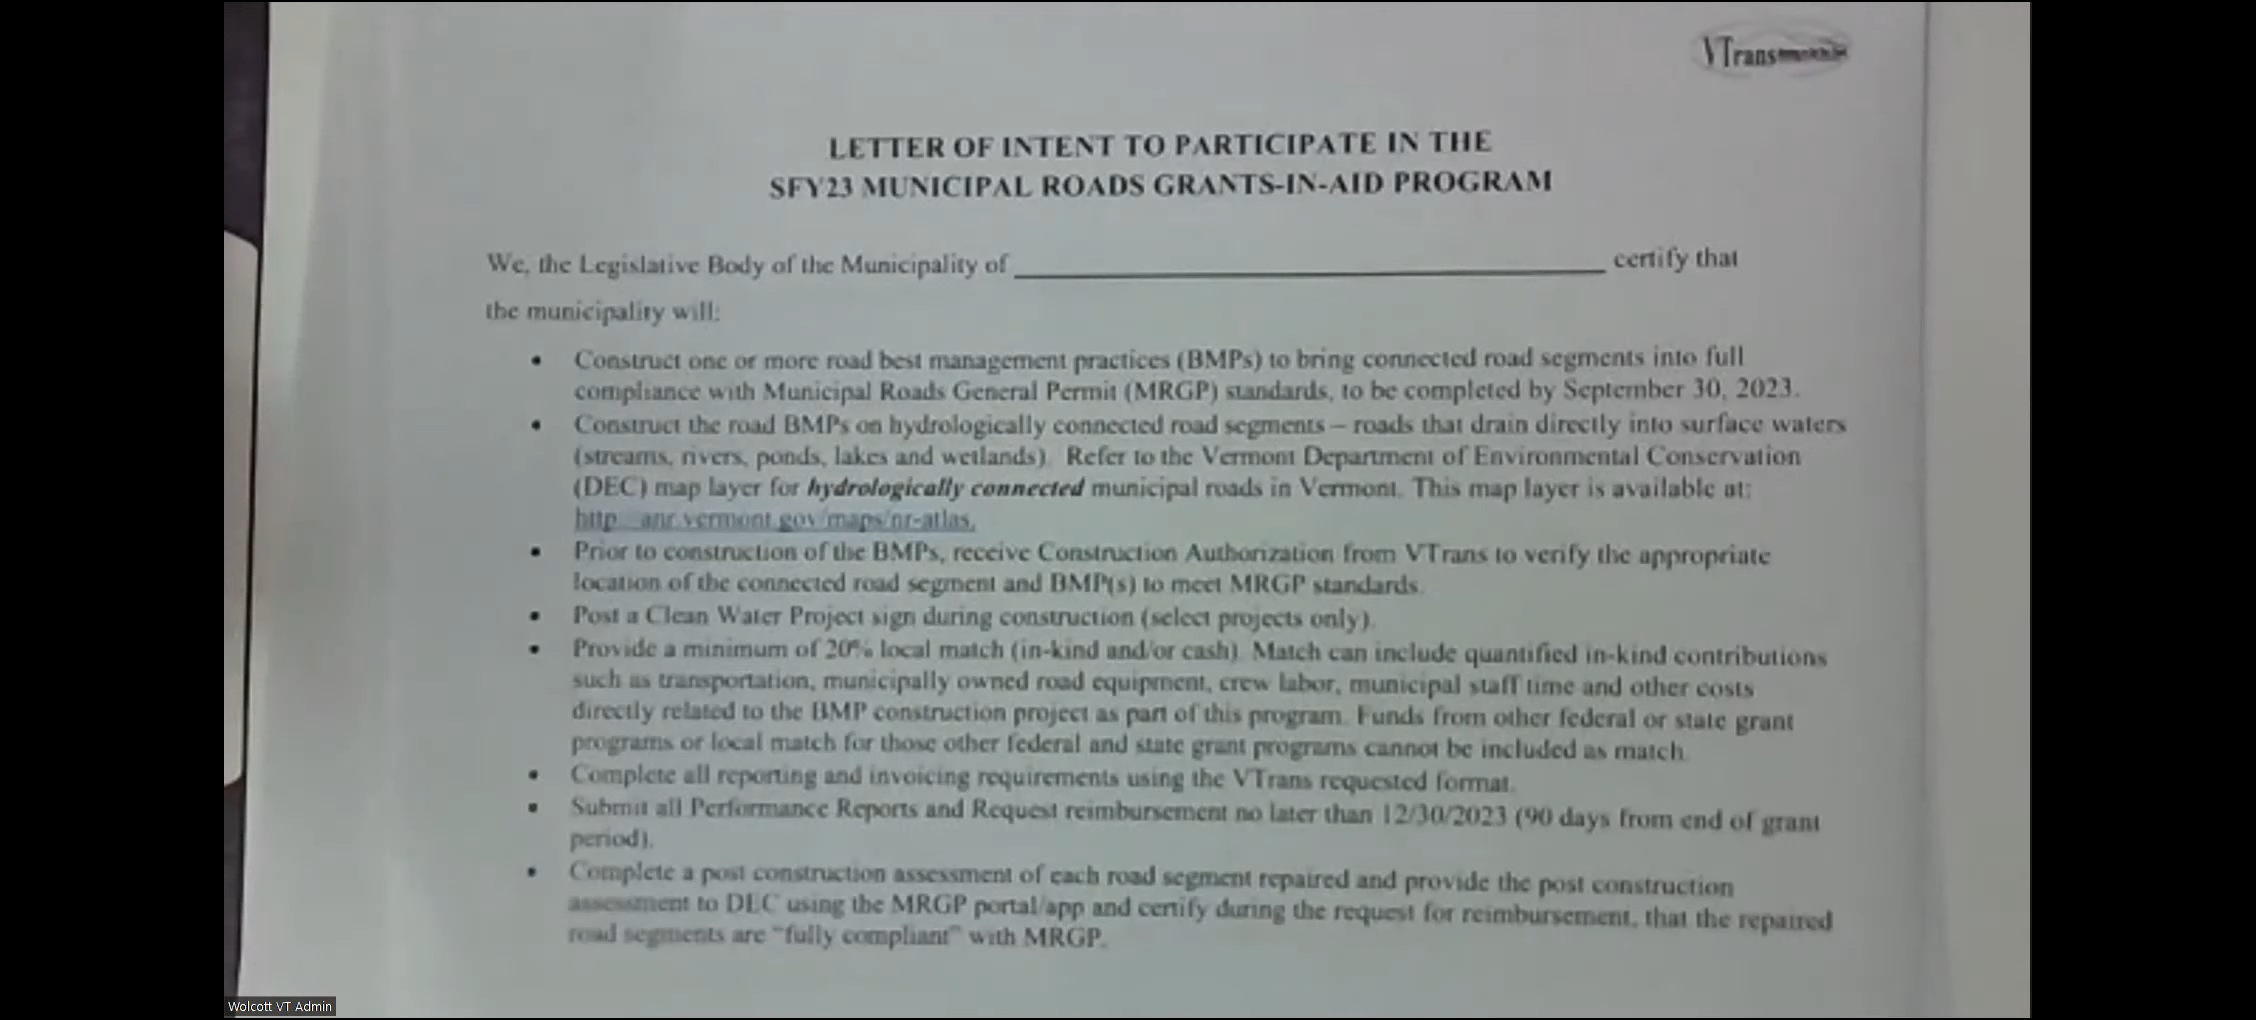 VTrans
LETTER OF INTENT TO PARTICIPATE IN THE
SFY23 MUNICIPAL ROADS GRANTS-IN-AID PROGRAM
We, the Legislative Body of the Municipality of ______________________ certify that
the municipality will:
• Construct one or more road best management practices (BMPs) to bring connected road segments into full
compliance with Municipal Roads General Permit (MRGP) standards, to be completed by September 30, 2023.
• Construct the road BMPs on hydrologically connected road segments – roads that drain directly into surface waters
(streams, rivers, ponds, lakes and wetlands). Refer to the Vermont Department of Environmental Conservation
(DEC) map layer for hydrologically connected municipal roads in Vermont. This map layer is available at:
http://anr.vermont.gov/maps/nr-atlas.
• Prior to construction of the BMPs, receive Construction Authorization from VTrans to verify the appropriate
location of the connected road segment and BMP(s) to meet MRGP standards.
• Post a Clean Water Project sign during construction (select projects only).
• Provide a minimum of 20% local match (in-kind and/or cash). Match can include quantified in-kind contributions
such as transportation, municipally owned road equipment, crew labor, municipal staff time and other costs
directly related to the BMP construction project as part of this program. Funds from other federal or state grant
programs or local match for those other federal and state grant programs cannot be included as match.
• Complete all reporting and invoicing requirements using the VTrans requested format.
• Submit all Performance Reports and Request reimbursement no later than 12/30/2023 (90 days from end of grant
period).
• Complete a post construction assessment of each road segment repaired and provide the post construction
assessment to DEC using the MRGP portal/app and certify during the request for reimbursement, that the repaired
road segments are "fully compliant" with MRGP.
Wolcott VT Admin